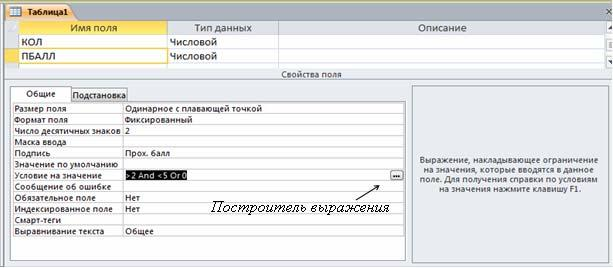 Таблица1
Имя поля Тип данных Описание
КОЛ Числовой
ПБАЛЛ Числовой
Свойства поля
Общие Подстановка
Размер поля Одинарное с плавающей точкой
Формат поля Фиксированный
Число десятичных знаков 2
Маска ввода
Подпись Прох. балл
Значение по умолчанию
Условие на значение >2 And <5 Or 0 ...
Сообщение об ошибке
Обязательное поле Нет
Индексированное поле Нет
Смарт-теги
Выравнивание текста Общее
Построитель выражения
Выражение, накладывающее ограничение
на значения, которые вводятся в данное
поле. Для получения справки по условиям
на значения нажмите клавишу F1.